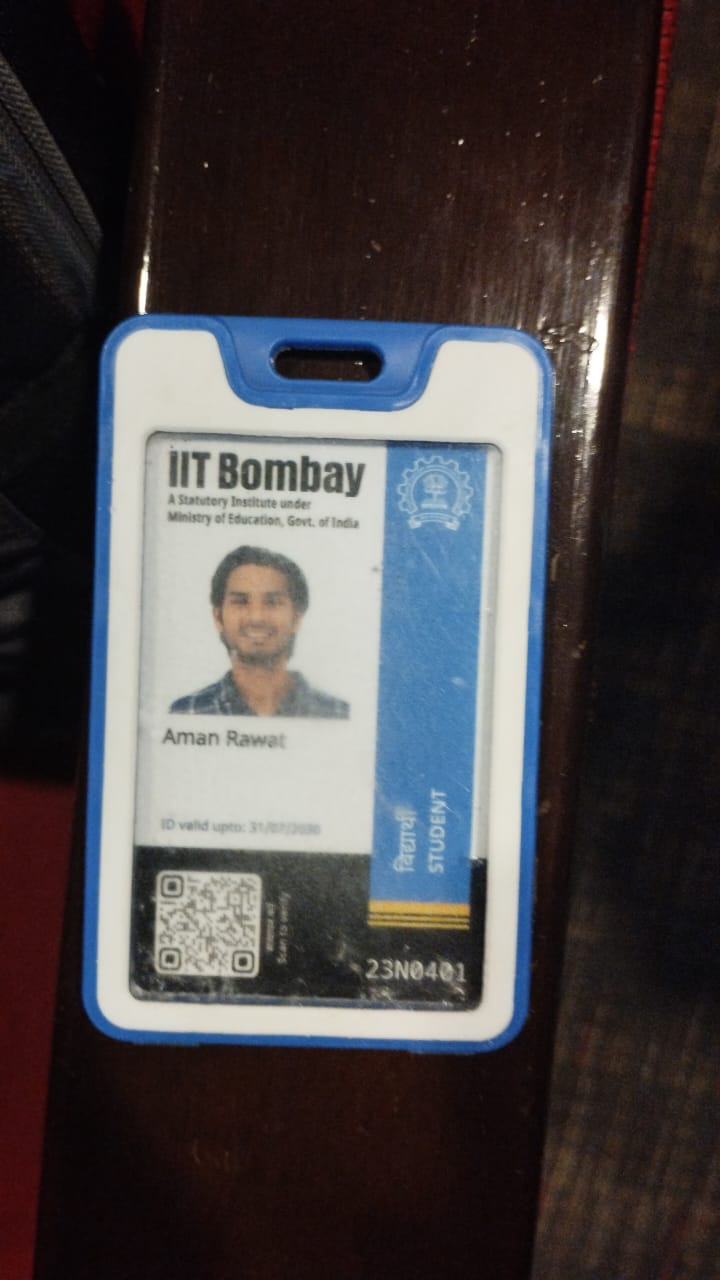 IIT Bombay
A Statutory Institute under
Ministry of Education, Govt. of India
Aman Rawat
ID valid upto: 31/07/2030
विद्यार्थी
STUDENT
Scan to verify
23N0401